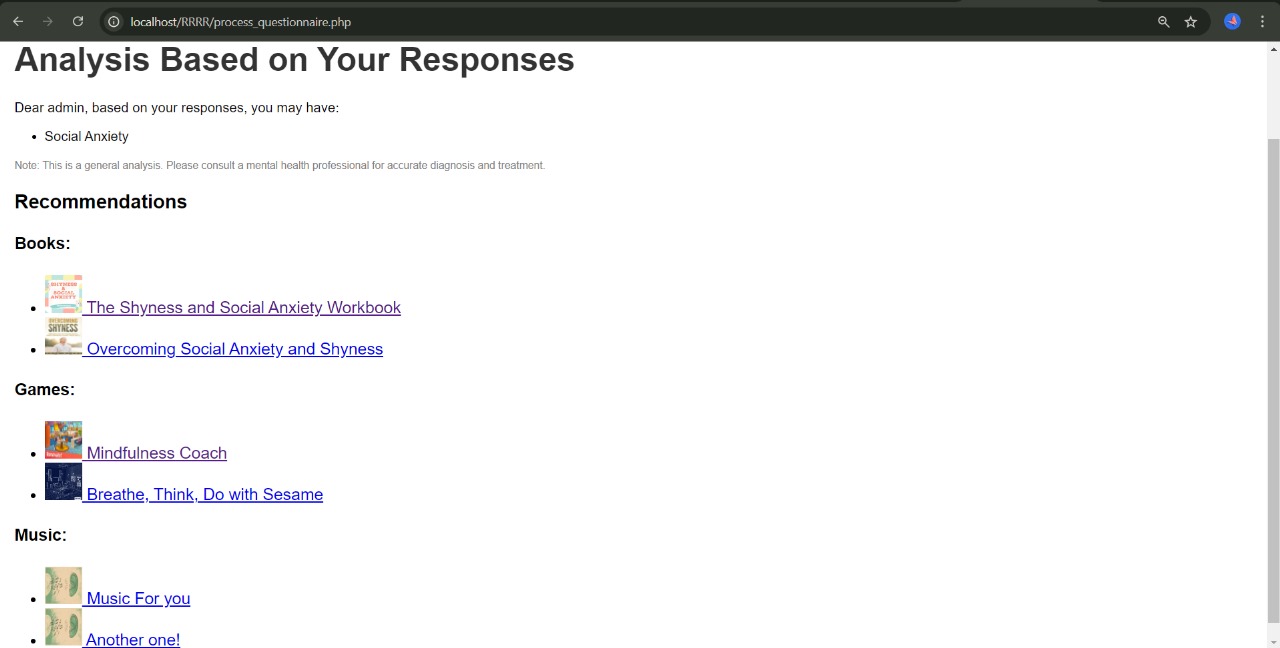 localhost/RRRR/process_questionnaire.php
Analysis Based on Your Responses
Dear admin, based on your responses, you may have:
• Social Anxiety
Note: This is a general analysis. Please consult a mental health professional for accurate diagnosis and treatment.
Recommendations
Books:
SHYNESS & SOCIAL ANXIETY
• The Shyness and Social Anxiety Workbook
OVERCOMING SHYNESS
• Overcoming Social Anxiety and Shyness
Games:
• Mindfulness Coach
• Breathe, Think, Do with Sesame
Music:
• Music For you
• Another one!